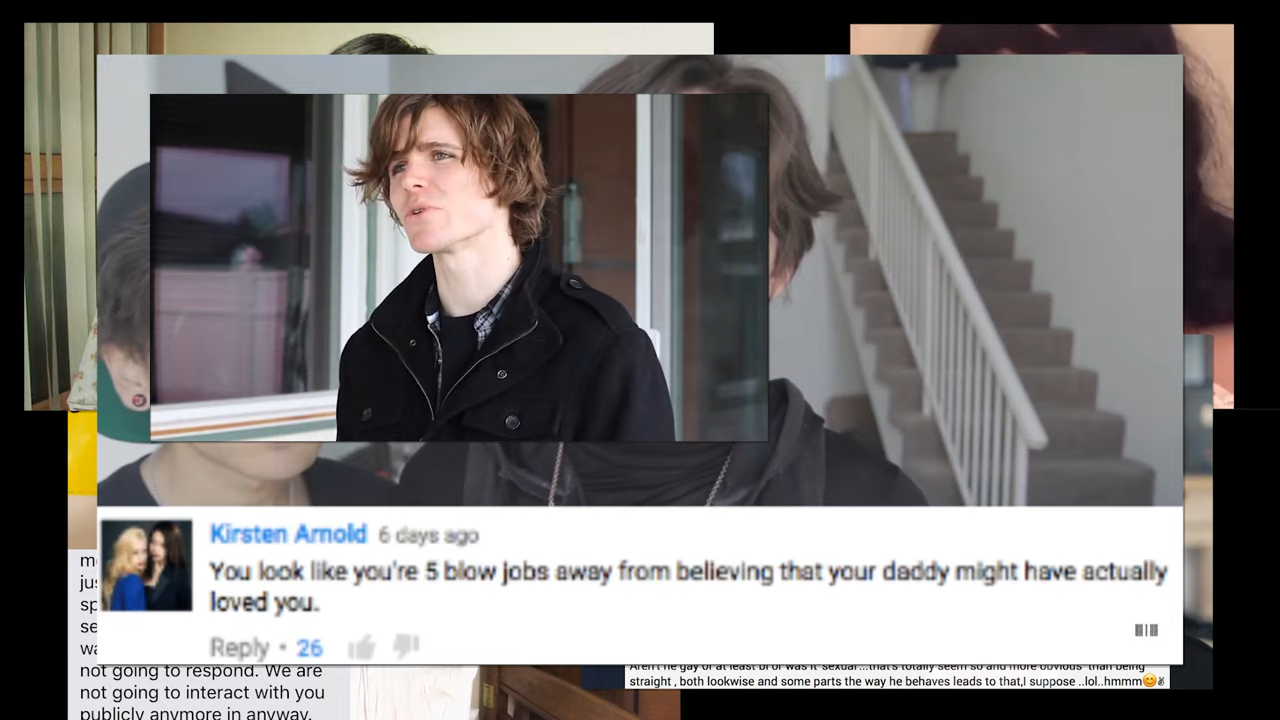 Kirsten Arnold 6 days ago
You look like you're 5 blow jobs away from believing that your daddy might have actually
loved you.
Reply • 26
not going to respond. We are
not going to interact with you
publicly anymore in anyway.
Aren't he gay or at least bi or was it 'sexual'...that's totally seem so and more obvious than being
straight , both lookwise and some parts the way he behaves leads to that,I suppose ..lol..hmmm😊✌